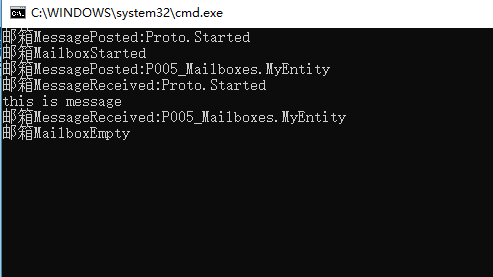 C:\WINDOWS\system32\cmd.exe
邮箱MessagePosted:Proto.Started
邮箱MailboxStarted
邮箱MessagePosted:P005_Mailboxes.MyEntity
邮箱MessageReceived:Proto.Started
this is message
邮箱MessageReceived:P005_Mailboxes.MyEntity
邮箱MailboxEmpty